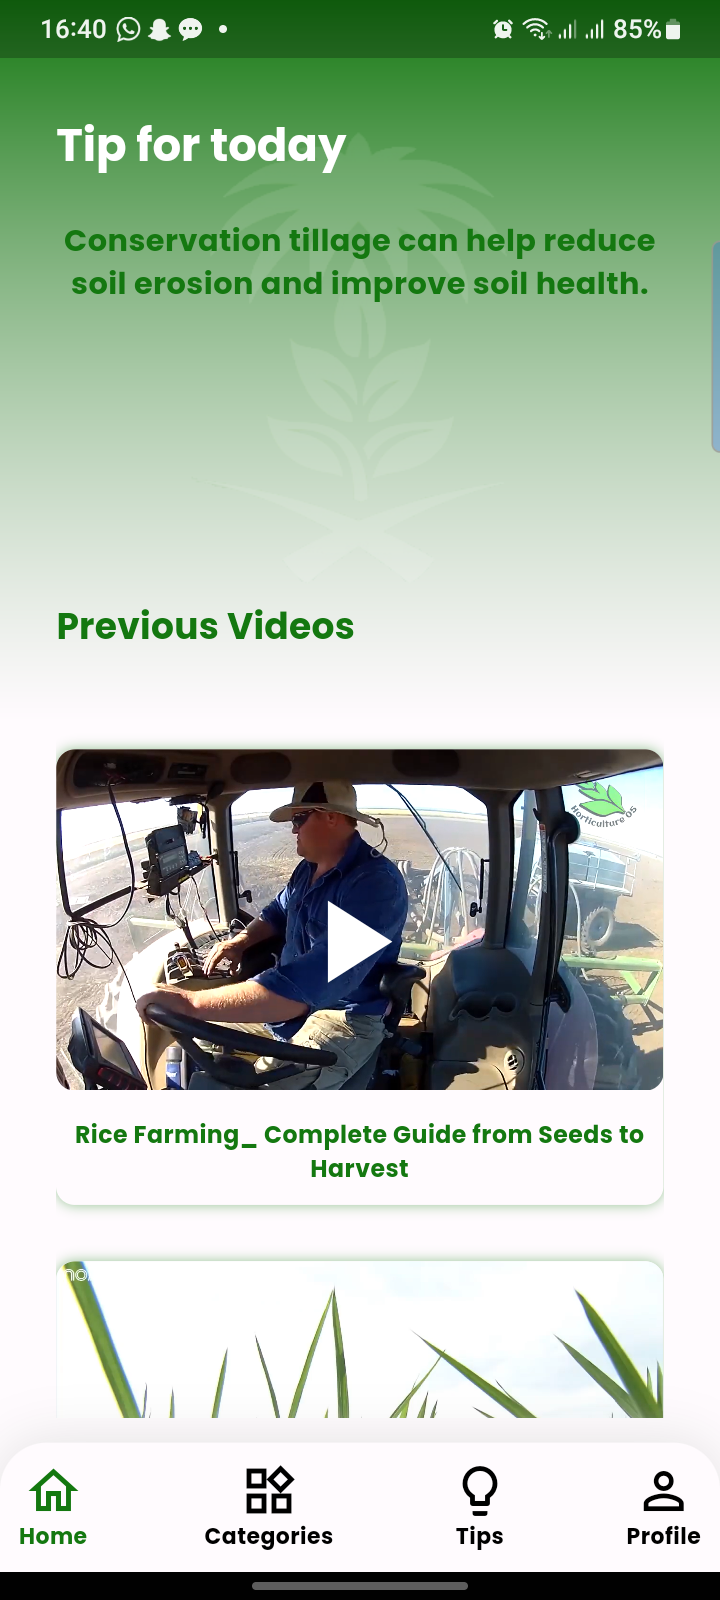 16:40
85%
Tip for today
Conservation tillage can help reduce
soil erosion and improve soil health.
Previous Videos
Horticulture OS
Rice Farming_ Complete Guide from Seeds to
Harvest
Home
Categories
Tips
Profile